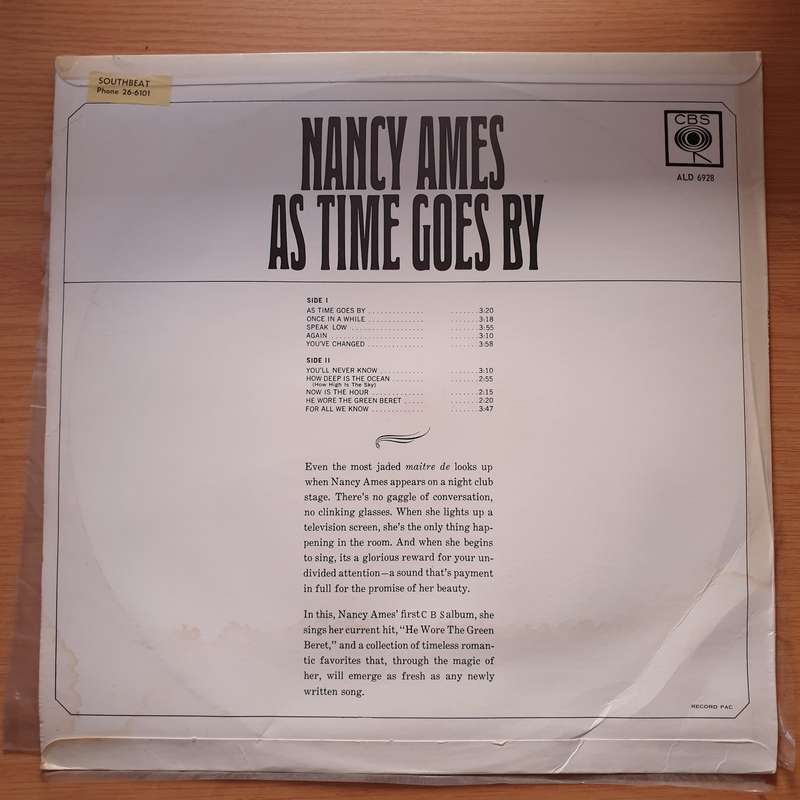 SOUTHBEAT
Phone 26-6101
CBS
ALD 6928
NANCY AMES
AS TIME GOES BY
SIDE I
AS TIME GOES BY . . . . . . . . . . . . . . . . . . . . 3:20
ONCE IN A WHILE . . . . . . . . . . . . . . . . . . . . 3:18
SPEAK LOW . . . . . . . . . . . . . . . . . . . . 3:55
AGAIN . . . . . . . . . . . . . . . . . . . . 3:10
YOU'VE CHANGED . . . . . . . . . . . . . . . . . . . . 3:58
SIDE II
YOU'LL NEVER KNOW . . . . . . . . . . . . . . . . . . 3:10
HOW DEEP IS THE OCEAN . . . . . . . . . . . . . . 2:55
(How High Is The Sky)
NOW IS THE HOUR . . . . . . . . . . . . . . . . . . . . 2:15
HE WORE THE GREEN BERET . . . . . . . . . . . . 2:20
FOR ALL WE KNOW . . . . . . . . . . . . . . . . . . . . 3:47
Even the most jaded maitre de looks up
when Nancy Ames appears on a night club
stage. There's no gaggle of conversation,
no clinking glasses. When she lights up a
television screen, she's the only thing hap-
pening in the room. And when she begins
to sing, its a glorious reward for your un-
divided attention—a sound that's payment
in full for the promise of her beauty.
In this, Nancy Ames' first C B S album, she
sings her current hit, "He Wore The Green
Beret," and a collection of timeless roman-
tic favorites that, through the magic of
her, will emerge as fresh as any newly
written song.
RECORD PAC